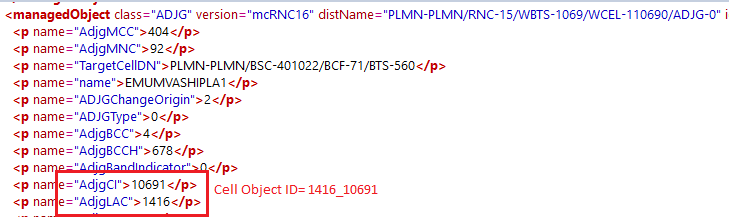 <managedObject class="ADJG" version="mcRNC16" distName="PLMN-PLMN/RNC-15/WBTS-1069/WCEL-110690/ADJG-0" i
<p name="AdjgMCC">404</p>
<p name="AdjgMNC">92</p>
<p name="TargetCellDN">PLMN-PLMN/BSC-401022/BCF-71/BTS-560</p>
<p name="name">EMUMVASHIPLA1</p>
<p name="ADJGChangeOrigin">2</p>
<p name="ADJGType">0</p>
<p name="AdjgBCC">4</p>
<p name="AdjgBCCH">678</p>
<p name="AdjgBandIndicator">0</p>
<p name="AdjgCI">10691</p> Cell Object ID= 1416_10691
<p name="AdjgLAC">1416</p>